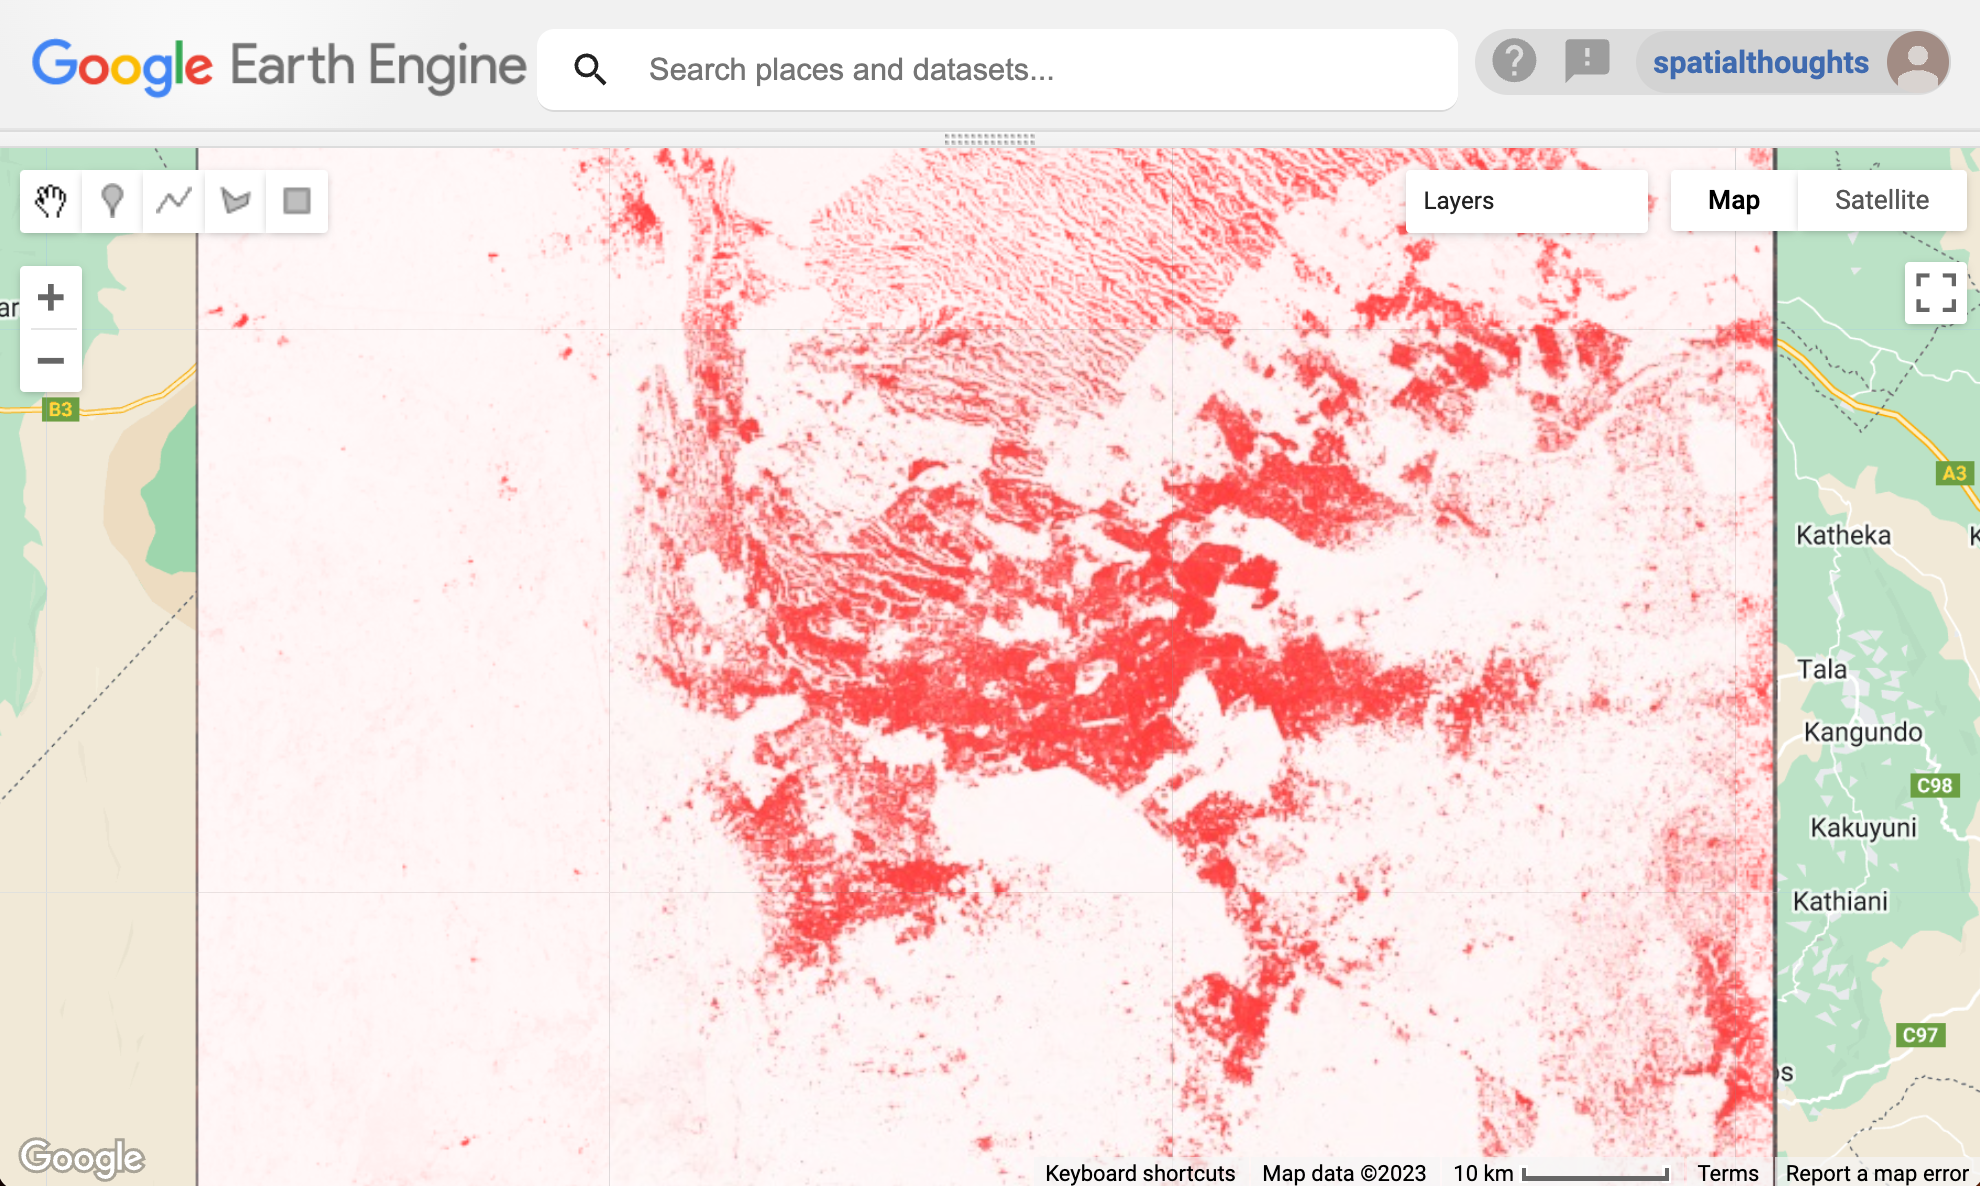 Google Earth Engine
Search places and datasets...
spatialthoughts
Layers
Map
Satellite
ar
B3
A3
Katheka
K
Tala
Kangundo
C98
Kakuyuni
Kathiani
C97
os
Google
Keyboard shortcuts
Map data ©2023
10 km
Terms
Report a map error